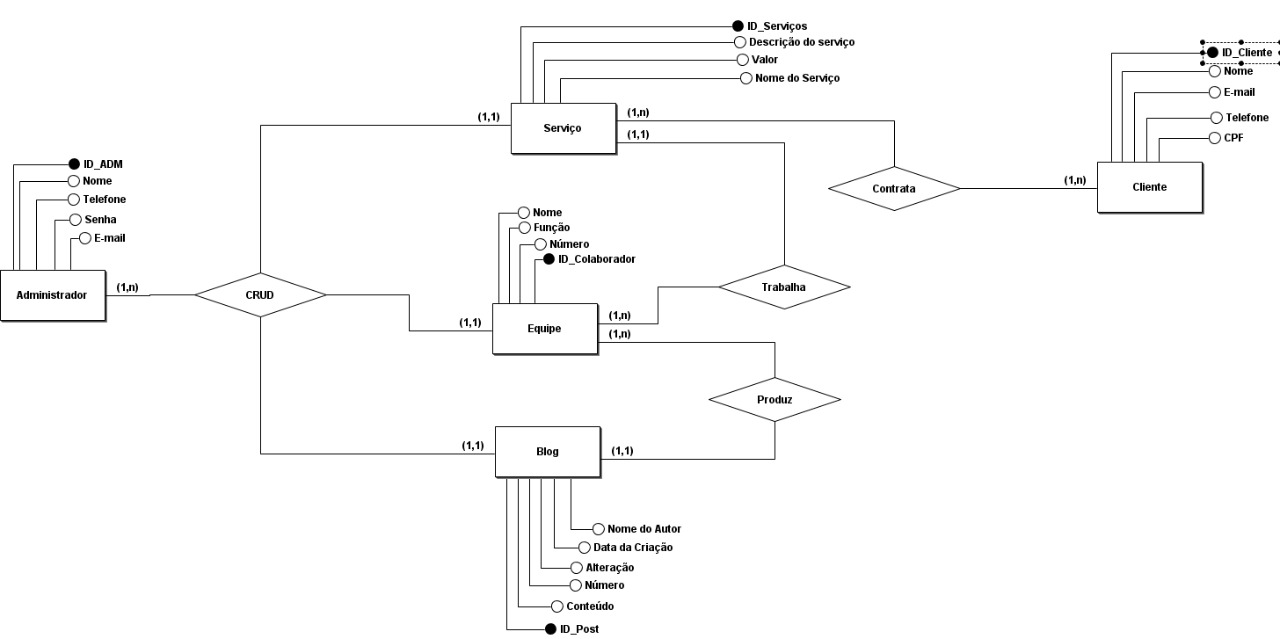 ID_Serviços
Descrição do serviço
Valor
Nome do Serviço
ID_Cliente
Nome
E-mail
Telefone
CPF
(1,1)
Serviço
(1,n)
(1,1)
Contrata
(1,n)
Cliente
ID_ADM
Nome
Telefone
Senha
E-mail
Administrador
(1,n)
CRUD
Nome
Função
Número
ID_Colaborador
(1,1)
Equipe
(1,n)
(1,n)
Trabalha
Produz
(1,1)
Blog
(1,1)
Nome do Autor
Data da Criação
Alteração
Número
Conteúdo
ID_Post